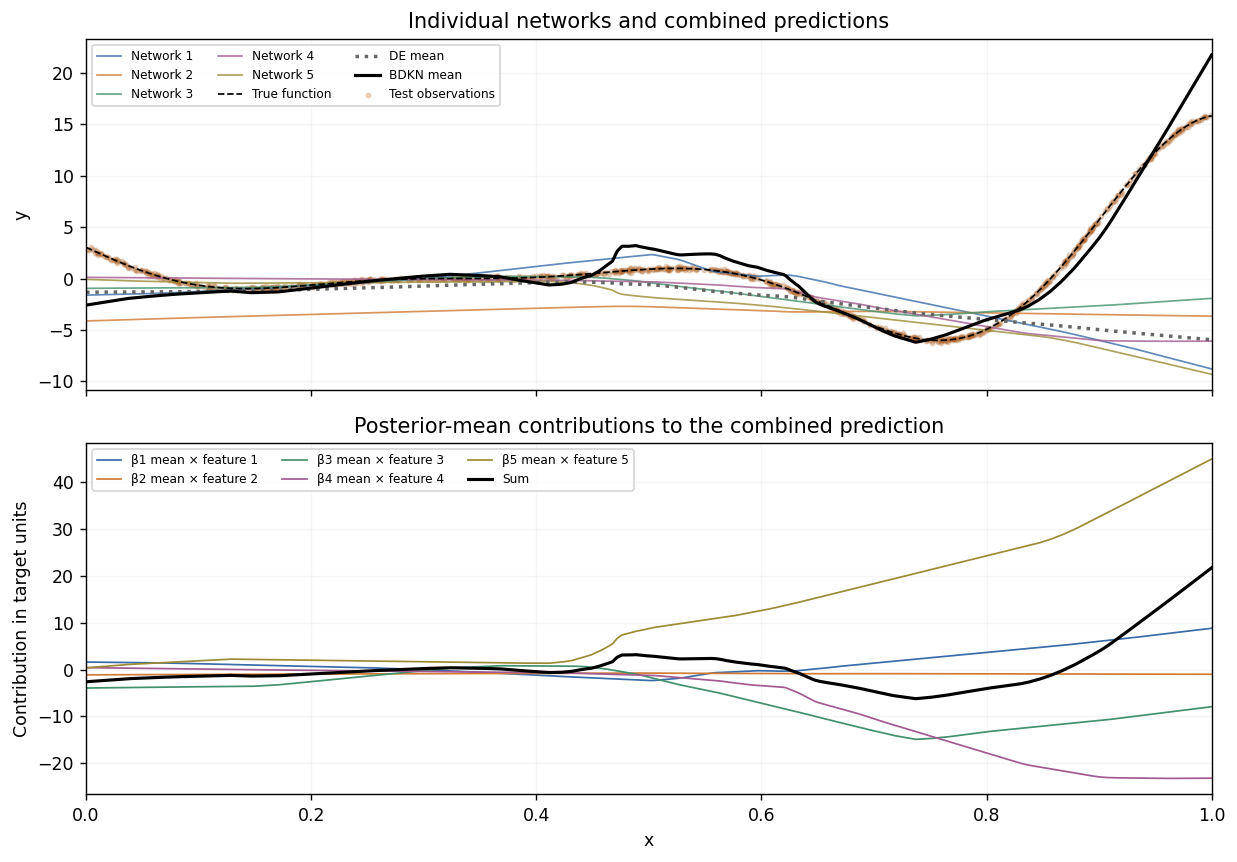 Individual networks and combined predictions
Network 1
Network 2
Network 3
Network 4
Network 5
True function
DE mean
BDKN mean
Test observations
20
15
10
5
0
−5
−10
y
Posterior-mean contributions to the combined prediction
β1 mean × feature 1
β2 mean × feature 2
β3 mean × feature 3
β4 mean × feature 4
β5 mean × feature 5
Sum
40
30
20
10
0
−10
−20
Contribution in target units
0.0
0.2
0.4
0.6
0.8
1.0
x